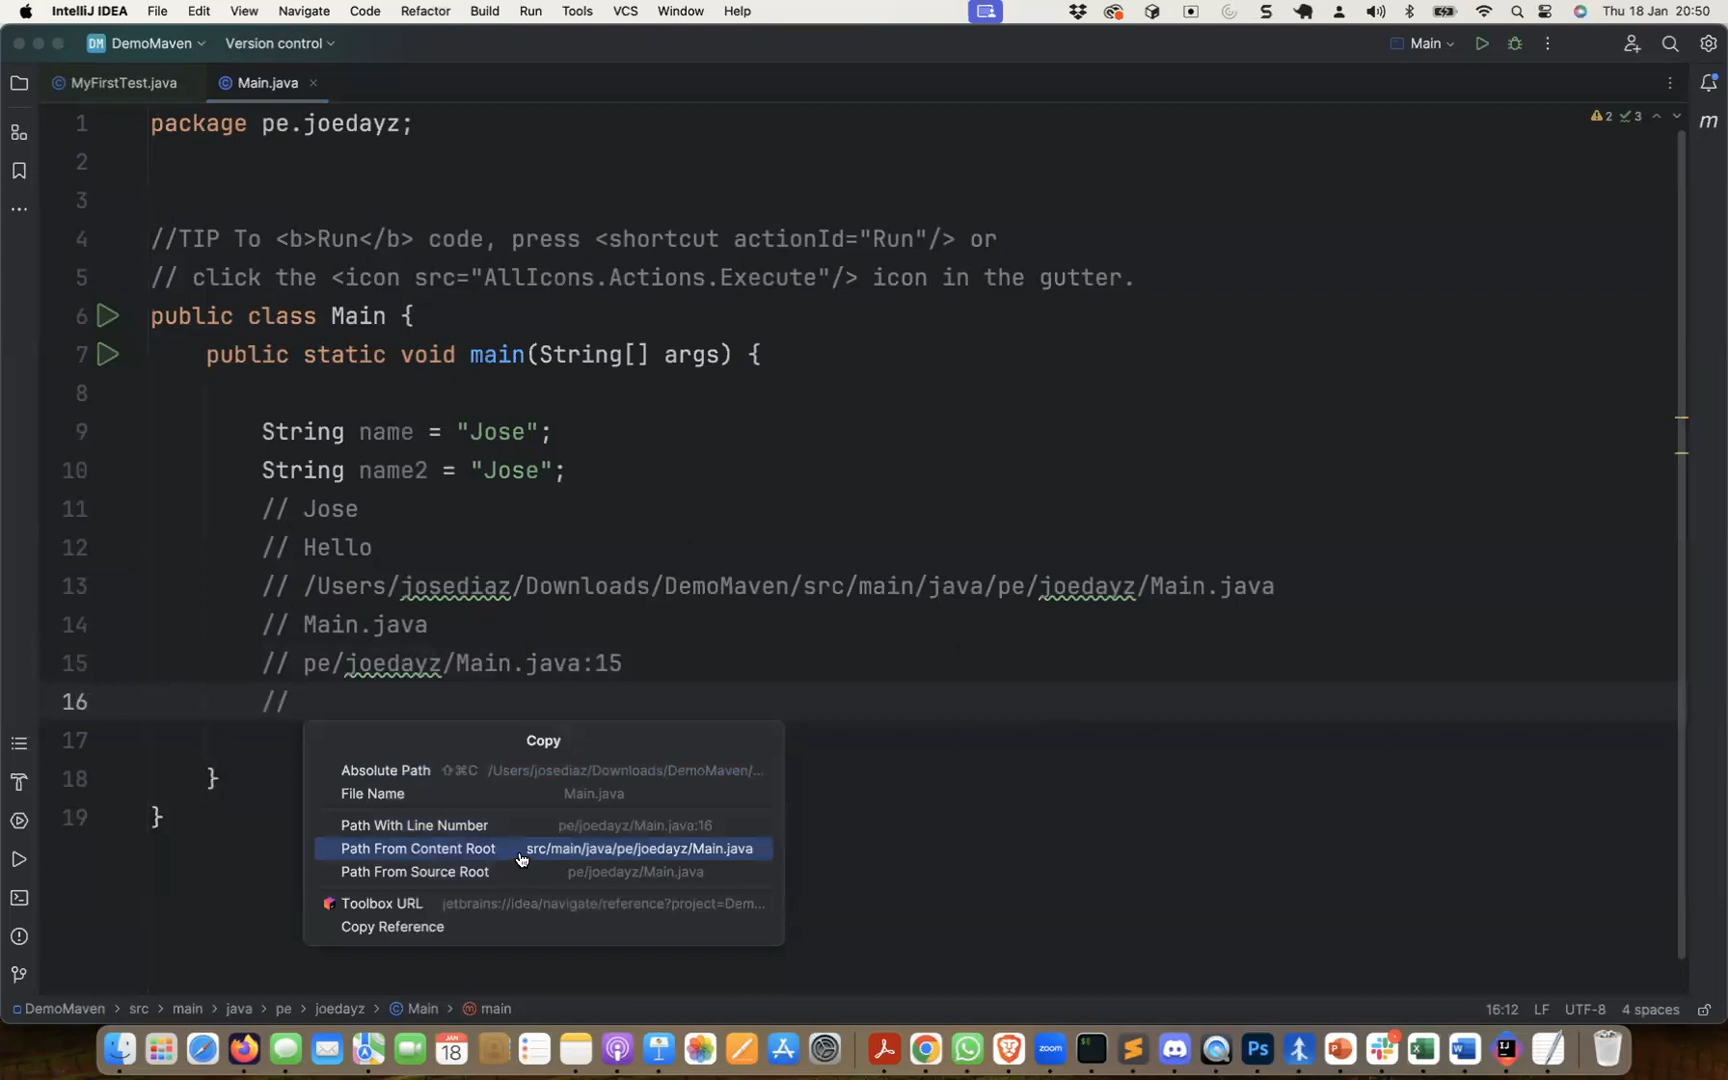 IntelliJ IDEA File Edit View Navigate Code Refactor Build Run Tools VCS Window Help Thu 18 Jan 20:50
DM DemoMaven Version control Main
MyFirstTest.java Main.java
1 package pe.joedayz; 2 3
2
3
4 //TIP To <b>Run</b> code, press <shortcut actionId="Run"/> or
5 // click the <icon src="AllIcons.Actions.Execute"/> icon in the gutter.
6 public class Main {
7 public static void main(String[] args) {
8
9 String name = "Jose";
10 String name2 = "Jose";
11 // Jose
12 // Hello
13 // /Users/josediaz/Downloads/DemoMaven/src/main/java/pe/joedayz/Main.java
14 // Main.java
15 // pe/joedayz/Main.java:15
16 //
Copy
17
Absolute Path ⇧⌘C /Users/josediaz/Downloads/DemoMaven/...
18 }
File Name Main.java
19 }
Path With Line Number pe/joedayz/Main.java:16
Path From Content Root src/main/java/pe/joedayz/Main.java
Path From Source Root pe/joedayz/Main.java
Toolbox URL jetbrains://idea/navigate/reference?project=Dem...
Copy Reference
DemoMaven > src > main > java > pe > joedayz > Main > main 16:12 LF UTF-8 4 spaces
JAN 18 zoom Ps